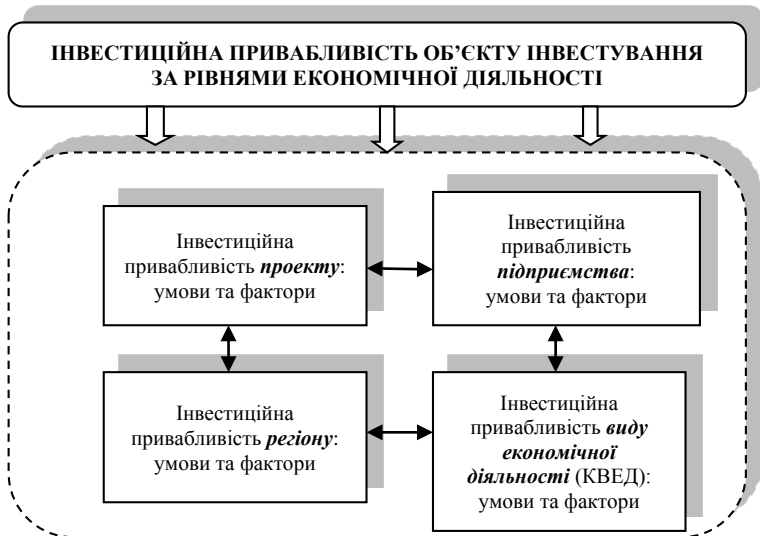 ІНВЕСТИЦІЙНА ПРИВАБЛИВІСТЬ ОБ’ЄКТУ ІНВЕСТУВАННЯ
ЗА РІВНЯМИ ЕКОНОМІЧНОЇ ДІЯЛЬНОСТІ
Інвестиційна
привабливість проекту:
умови та фактори
Інвестиційна
привабливість
підприємства:
умови та фактори
Інвестиційна
привабливість регіону:
умови та фактори
Інвестиційна
привабливість виду
економічної
діяльності (КВЕД):
умови та фактори